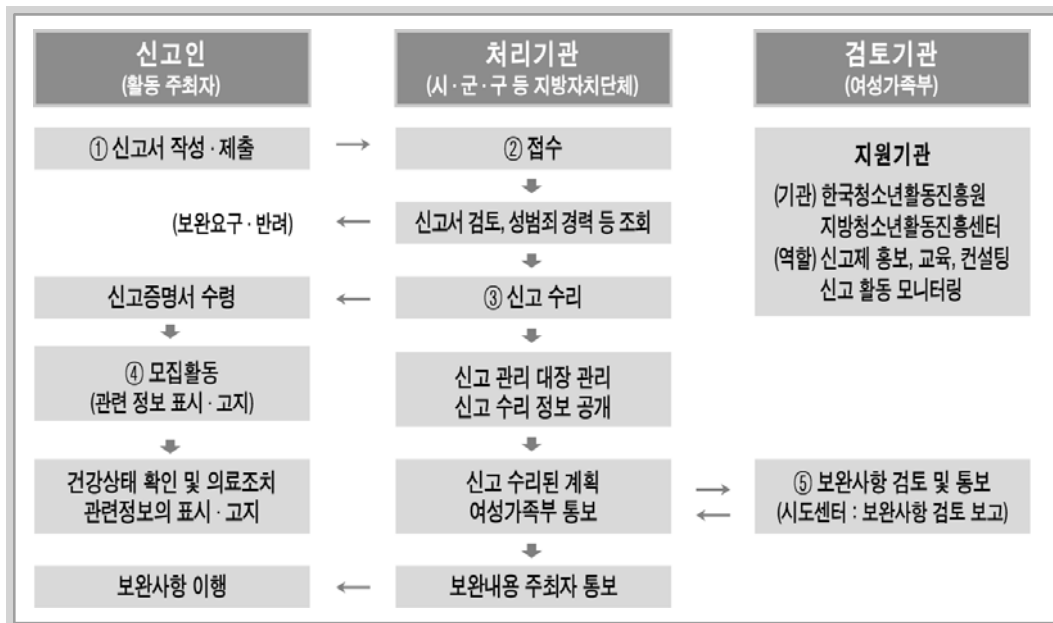 신고인
(활동 주최자)
처리기관
(시·군·구 등 지방자치단체)
검토기관
(여성가족부)
① 신고서 작성·제출
→
② 접수
지원기관
(기관) 한국청소년활동진흥원
지방청소년활동진흥센터
(역할) 신고제 홍보, 교육, 컨설팅
신고 활동 모니터링
(보완요구·반려)
←
신고서 검토, 성범죄 경력 등 조회
신고증명서 수령
←
③ 신고 수리
④ 모집활동
(관련 정보 표시·고지)
신고 관리 대장 관리
신고 수리 정보 공개
건강상태 확인 및 의료조치
관련정보의 표시·고지
신고 수리된 계획
여성가족부 통보
→
←
⑤ 보완사항 검토 및 통보
(시도센터 : 보완사항 검토 보고)
보완사항 이행
←
보완내용 주최자 통보